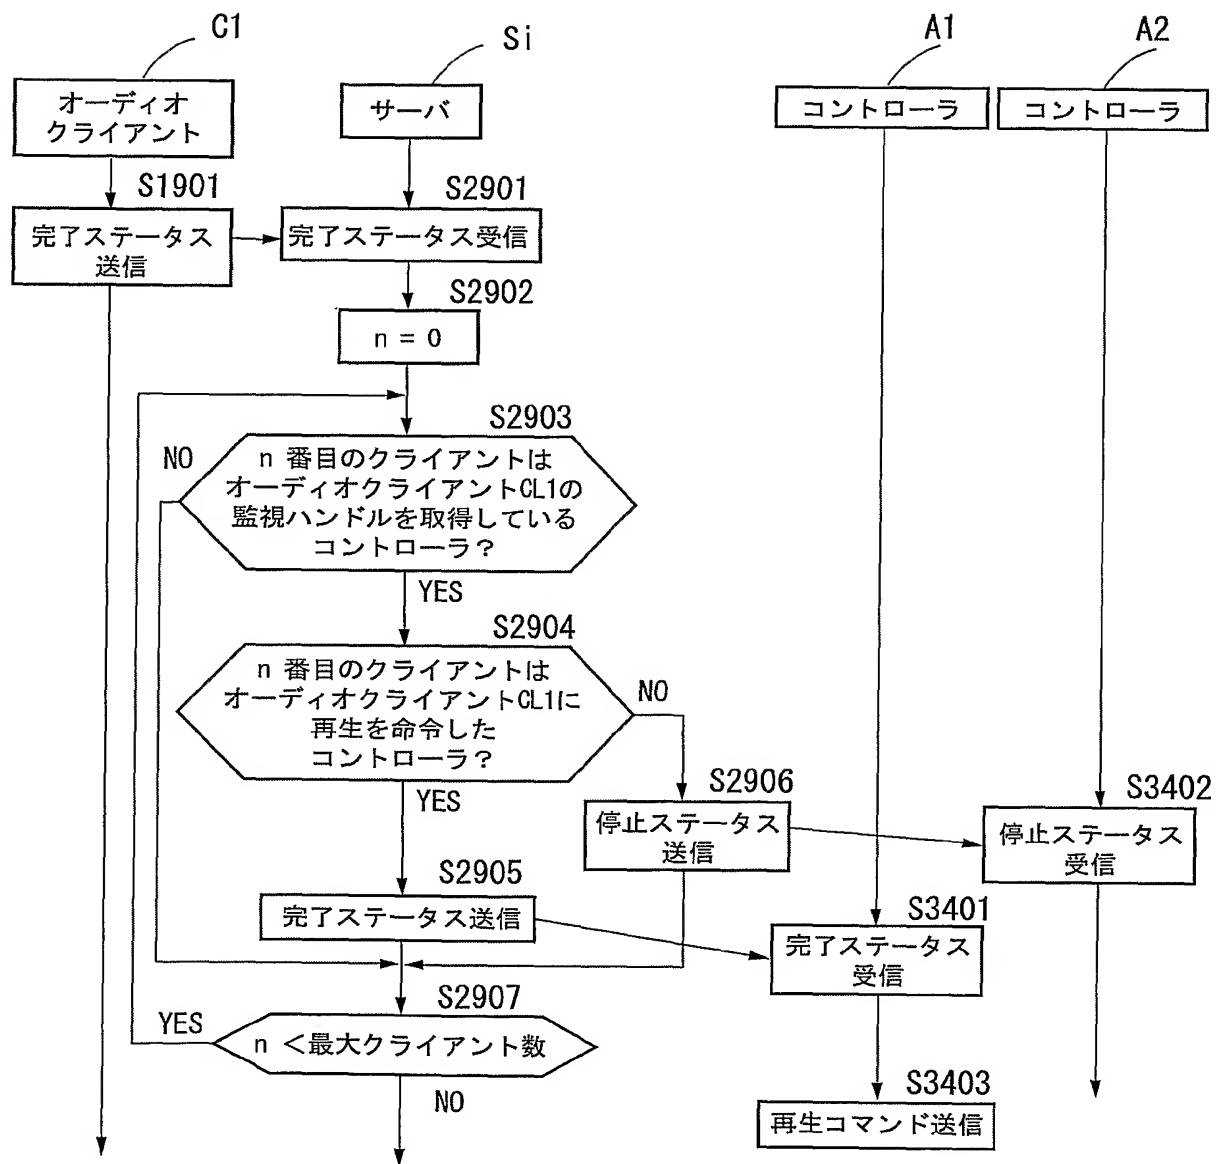 C1
Si
A1
A2
オーディオ
クライアント
サーバ
コントローラ
コントローラ
S1901
S2901
完了ステータス
送信
完了ステータス受信
S2902
n = 0
S2903
NO
n 番目のクライアントは
オーディオクライアントCL1の
監視ハンドルを取得している
コントローラ?
YES
S2904
n 番目のクライアントは
オーディオクライアントCL1に
再生を命令した
コントローラ?
NO
YES
S2906
停止ステータス
送信
S3402
停止ステータス
受信
S2905
完了ステータス送信
S3401
完了ステータス
受信
S2907
YES
n <最大クライアント数
NO
S3403
再生コマンド送信